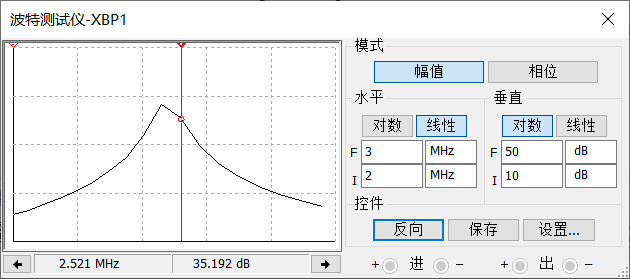 波特测试仪-XBP1
模式
幅值 相位
水平 垂直
对数 线性 对数 线性
F 3 MHz F 50 dB
I 2 MHz I 10 dB
控件
反向 保存 设置...
2.521 MHz 35.192 dB
+ 进 − + 出 −